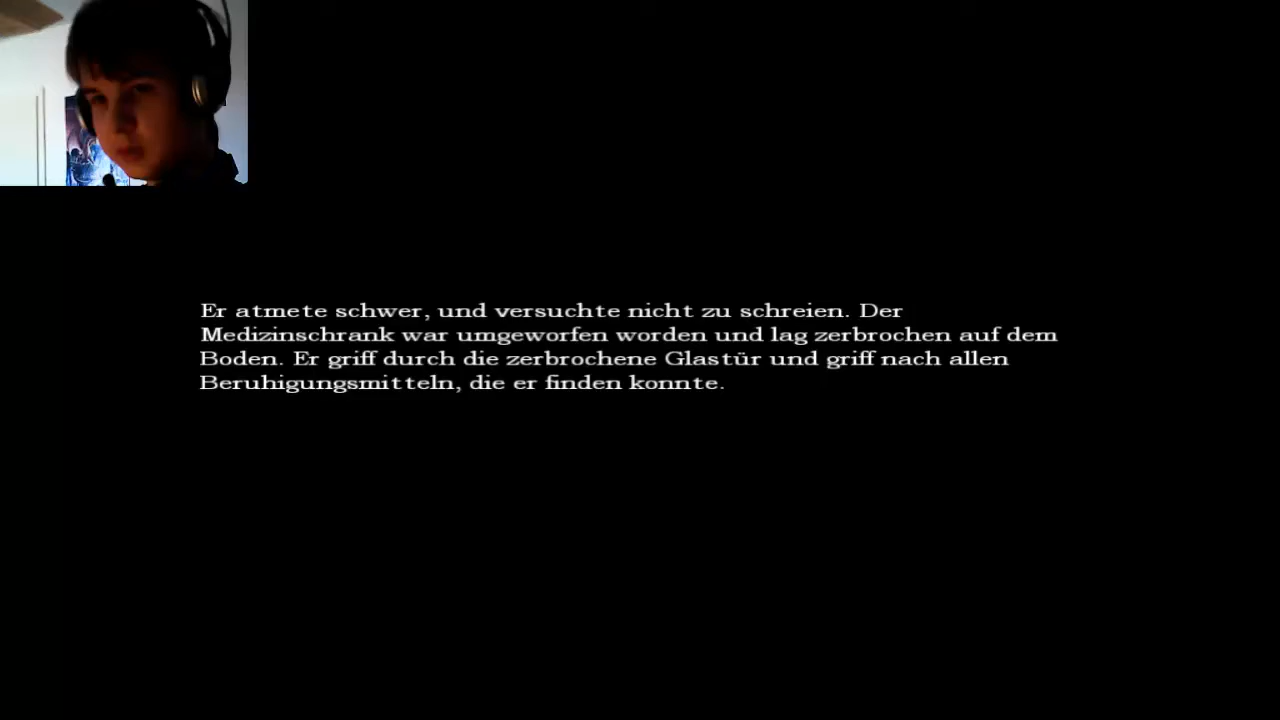 Er atmete schwer, und versuchte nicht zu schreien. Der
Medizinschrank war umgeworfen worden und lag zerbrochen auf dem
Boden. Er griff durch die zerbrochene Glastür und griff nach allen
Beruhigungsmitteln, die er finden konnte.